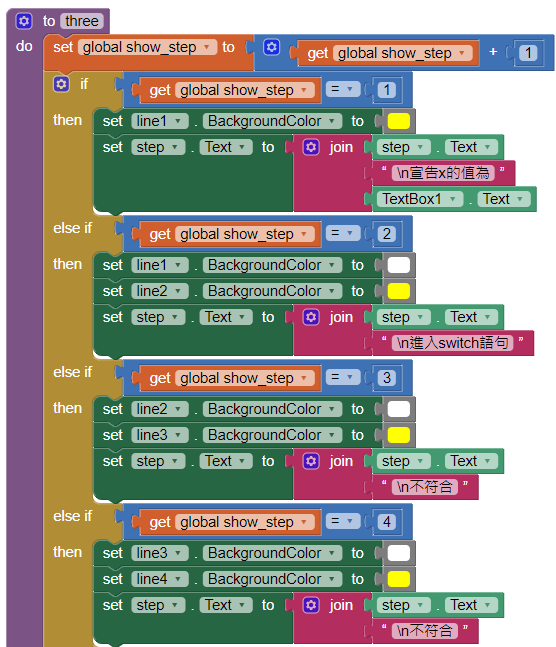 to three
do set global show_step to get global show_step + 1
if get global show_step = 1
then set line1 . BackgroundColor to
set step . Text to join step . Text
“ \n宣告x的值為 ”
TextBox1 . Text
else if get global show_step = 2
then set line1 . BackgroundColor to
set line2 . BackgroundColor to
set step . Text to join step . Text
“ \n進入switch語句 ”
else if get global show_step = 3
then set line2 . BackgroundColor to
set line3 . BackgroundColor to
set step . Text to join step . Text
“ \n不符合 ”
else if get global show_step = 4
then set line3 . BackgroundColor to
set line4 . BackgroundColor to
set step . Text to join step . Text
“ \n不符合 ”